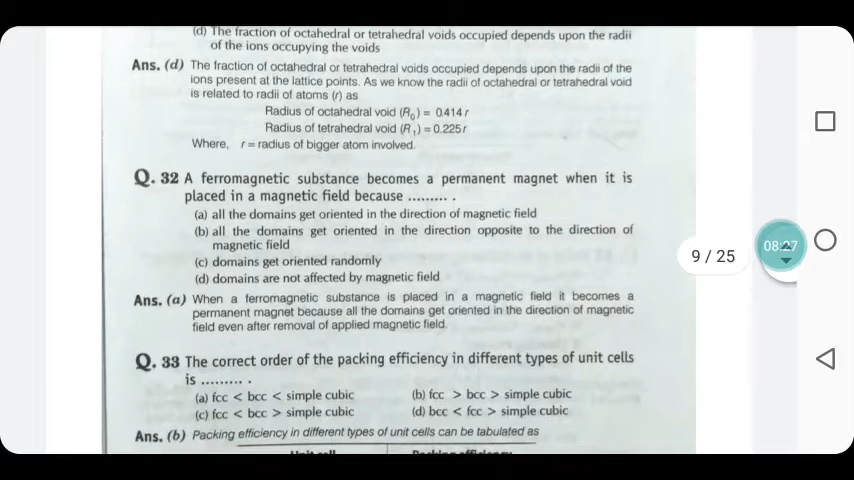 (d) The fraction of octahedral or tetrahedral voids occupied depends upon the radii
of the ions occupying the voids
Ans. (d) The fraction of octahedral or tetrahedral voids occupied depends upon the radii of the
ions present at the lattice points. As we know the radii of octahedral or tetrahedral void
is related to radii of atoms (r) as
Radius of octahedral void (R₀) = 0.414 r
Radius of tetrahedral void (Rₜ) = 0.225 r
Where, r = radius of bigger atom involved.
Q. 32 A ferromagnetic substance becomes a permanent magnet when it is
placed in a magnetic field because ......... .
(a) all the domains get oriented in the direction of magnetic field
(b) all the domains get oriented in the direction opposite to the direction of
magnetic field
(c) domains get oriented randomly
(d) domains are not affected by magnetic field
Ans. (a) When a ferromagnetic substance is placed in a magnetic field it becomes a
permanent magnet because all the domains get oriented in the direction of magnetic
field even after removal of applied magnetic field.
Q. 33 The correct order of the packing efficiency in different types of unit cells
is ......... .
(a) fcc < bcc < simple cubic (b) fcc > bcc > simple cubic
(c) fcc < bcc > simple cubic (d) bcc < fcc > simple cubic
Ans. (b) Packing efficiency in different types of unit cells can be tabulated as
Unit cell Packing efficiency
9 / 25
08:27